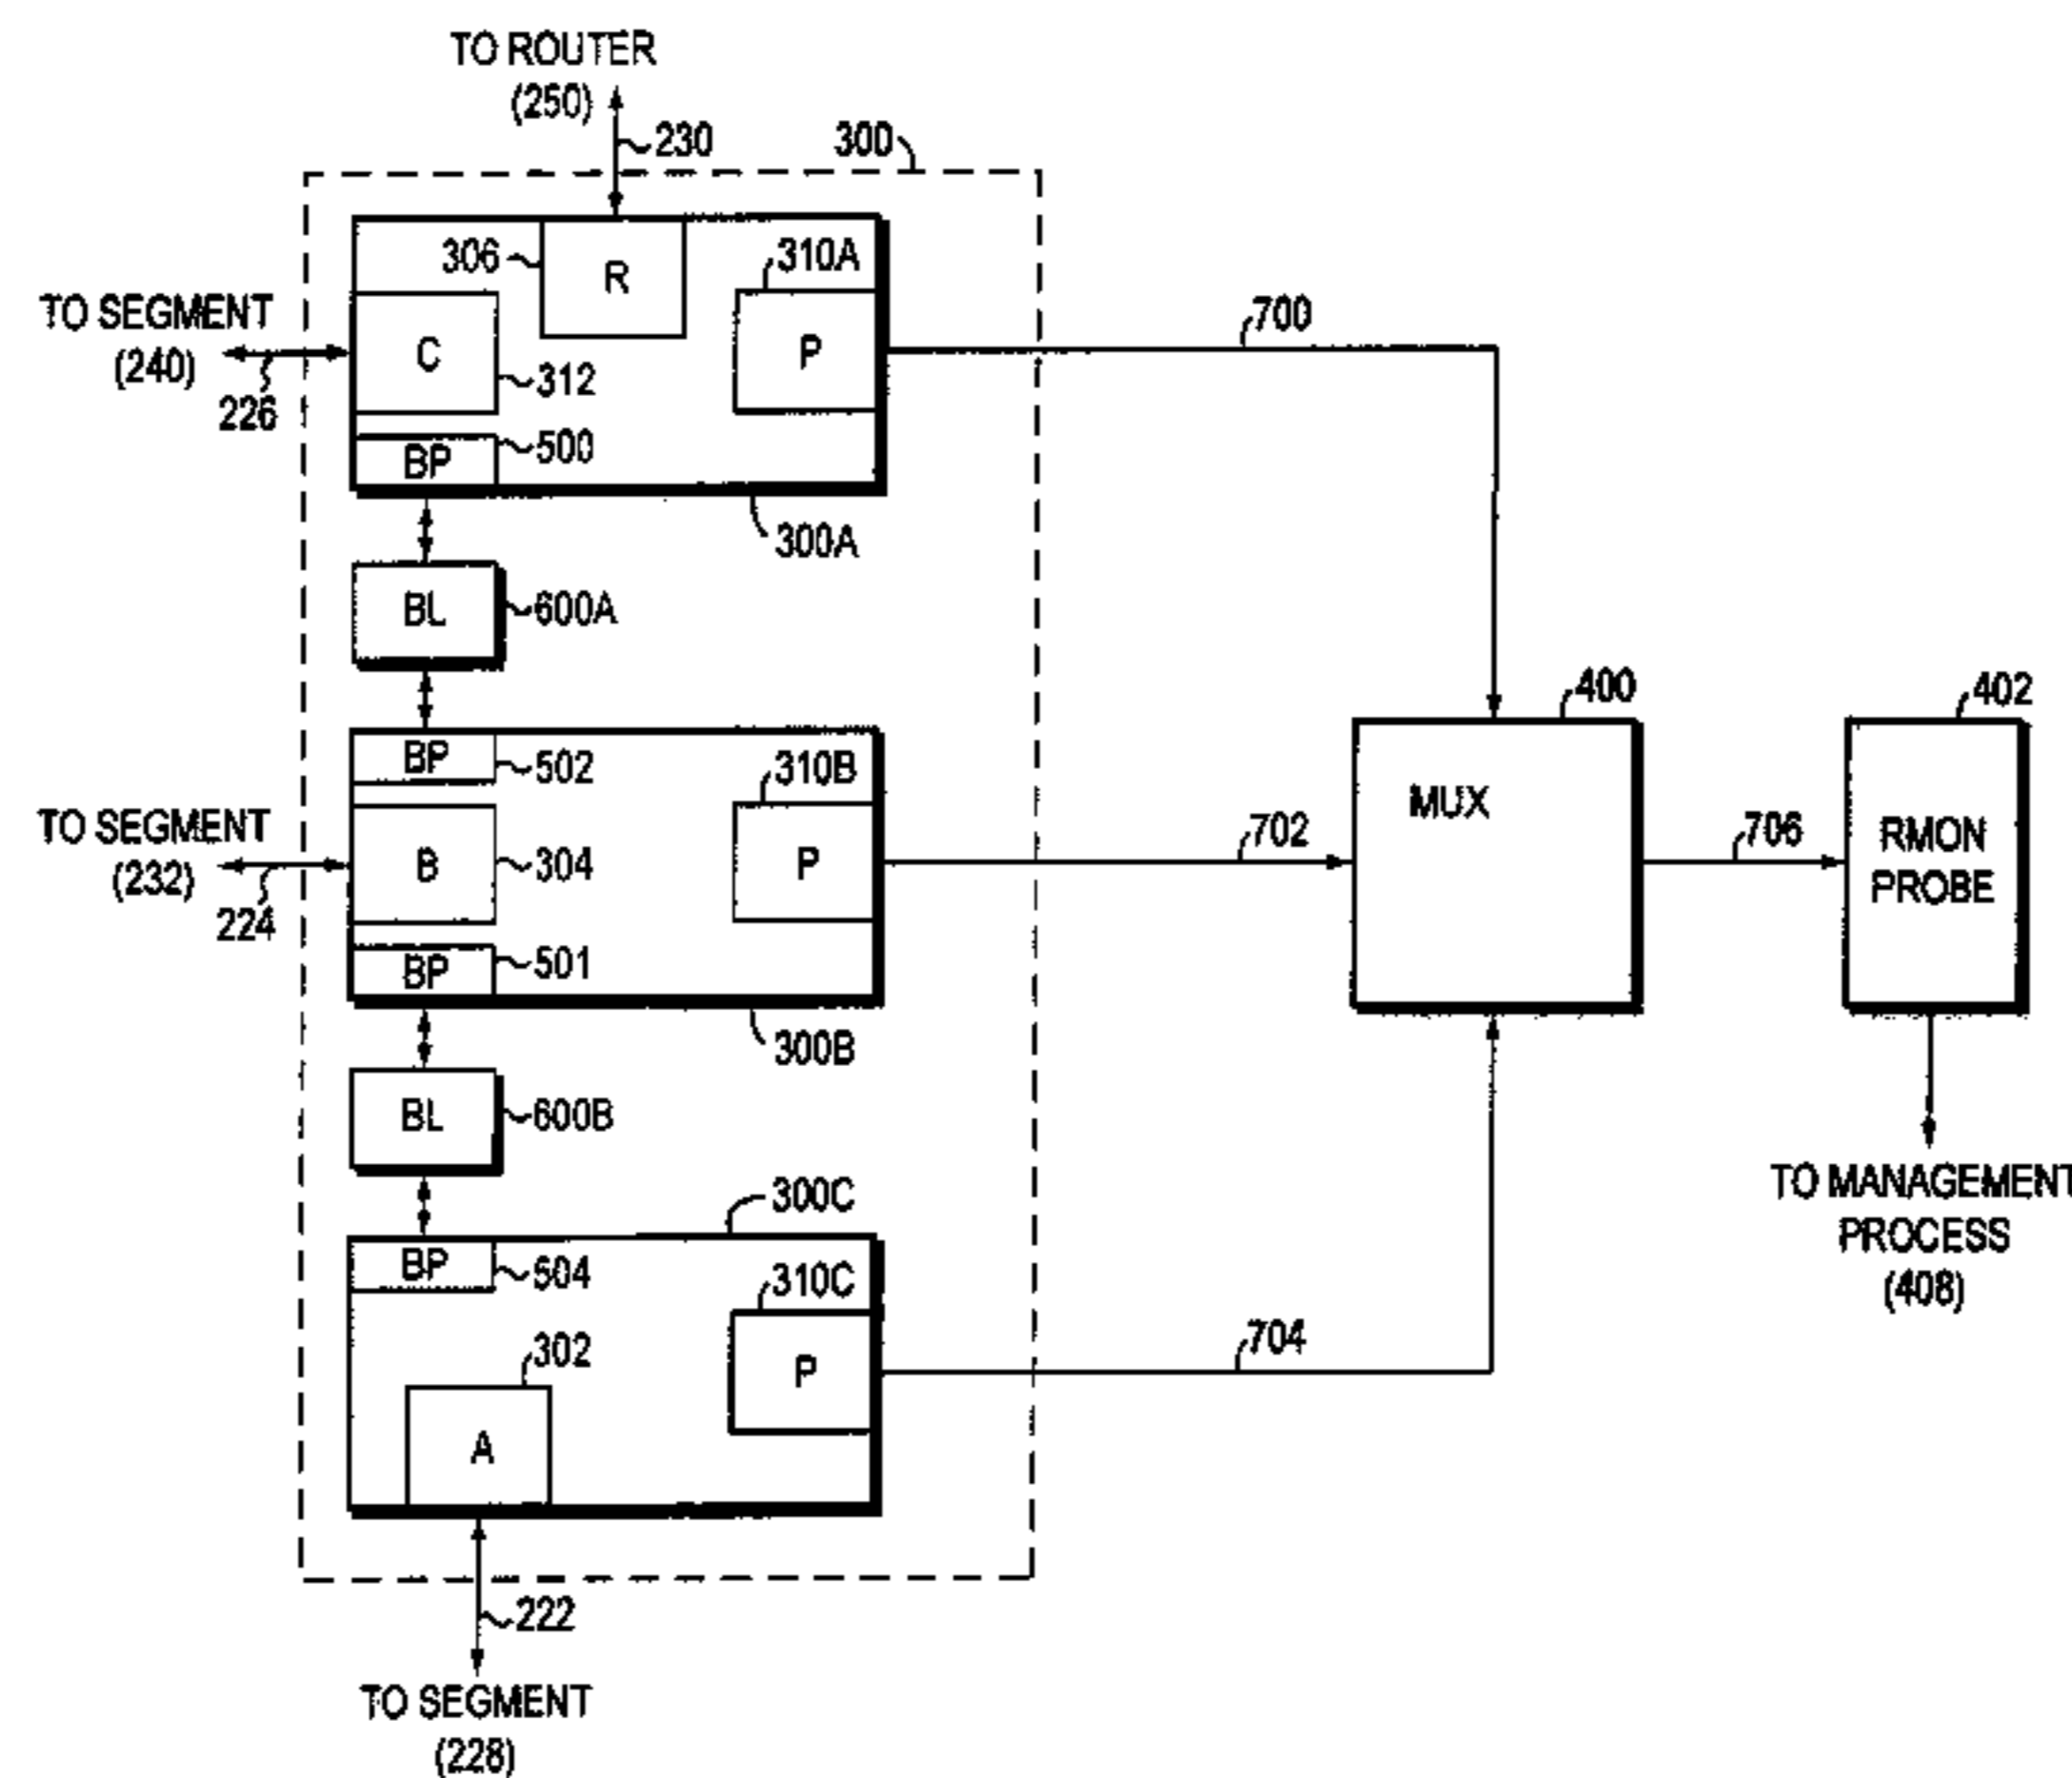 TO ROUTER
(250)
230
300
306
R
310A
TO SEGMENT
(240)
226
C
312
P
700
BP
500
300A
BL
600A
BP
502
310B
TO SEGMENT
(232)
224
B
304
P
702
MUX
400
706
402
RMON
PROBE
BP
501
300B
BL
600B
TO MANAGEMENT
PROCESS
(408)
300C
BP
504
310C
302
P
704
A
222
TO SEGMENT
(228)